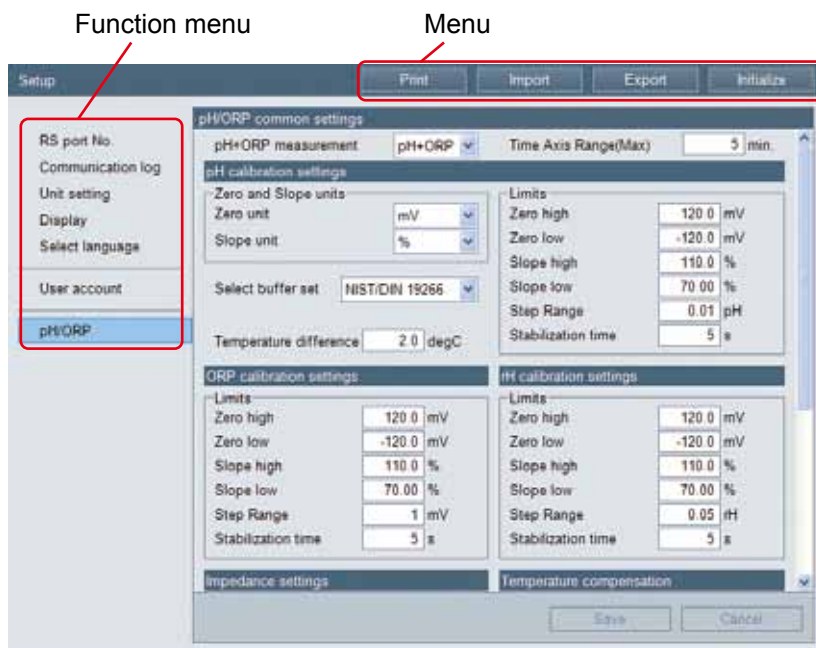 Function menu Menu
Setup Print Import Export Initialize
RS port No.
Communication log
Unit setting
Display
Select language
User account
pH/ORP
pH/ORP common settings
pH+ORP measurement pH+ORP Time Axis Range(Max) 5 min.
pH calibration settings
Zero and Slope units
Zero unit mV
Slope unit %
Select buffer set NIST/DIN 19266
Temperature difference 2.0 degC
Limits
Zero high 120.0 mV
Zero low -120.0 mV
Slope high 110.0 %
Slope low 70.00 %
Step Range 0.01 pH
Stabilization time 5 s
ORP calibration settings
Limits
Zero high 120.0 mV
Zero low -120.0 mV
Slope high 110.0 %
Slope low 70.00 %
Step Range 1 mV
Stabilization time 5 s
rH calibration settings
Limits
Zero high 120.0 mV
Zero low -120.0 mV
Slope high 110.0 %
Slope low 70.00 %
Step Range 0.05 rH
Stabilization time 5 s
Impedance settings
Temperature compensation
Save Cancel